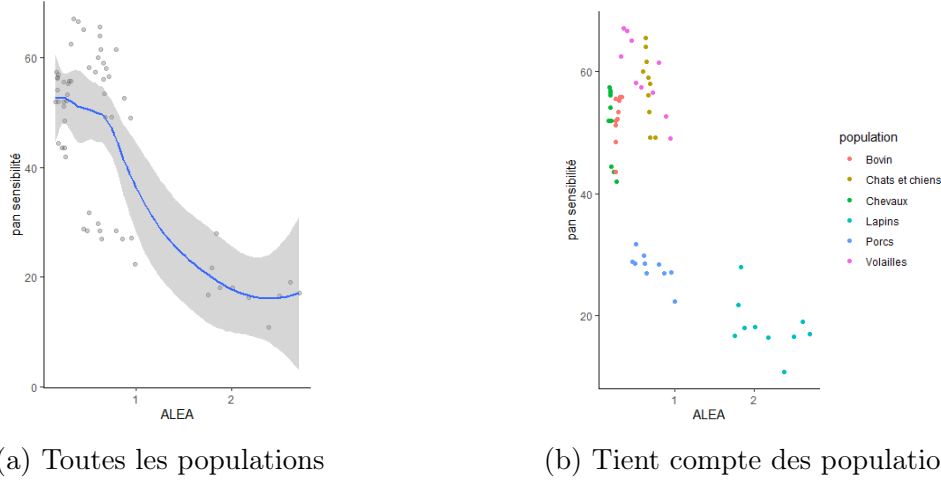 60
40
20
0
pan sensibilité
1 2
ALEA
(a) Toutes les populations
60
40
20
pan sensibilité
1 2
ALEA
population
Bovin
Chats et chiens
Chevaux
Lapins
Porcs
Volailles
(b) Tient compte des populatio